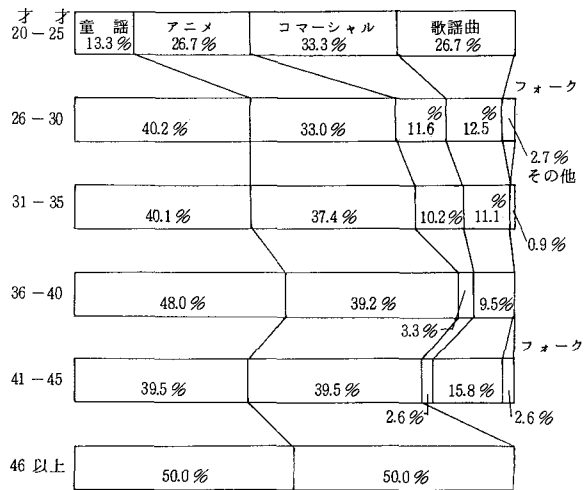 才 才
20－25 童謡 アニメ コマーシャル 歌謡曲
13.3% 26.7% 33.3% 26.7%
フォーク
26－30 40.2% 33.0% 11.6% 12.5%
2.7%
その他
31－35 40.1% 37.4% 10.2% 11.1%
0.9%
36－40 48.0% 39.2% 9.5%
3.3%
フォーク
41－45 39.5% 39.5% 15.8%
2.6% 2.6%
46 以上 50.0% 50.0%